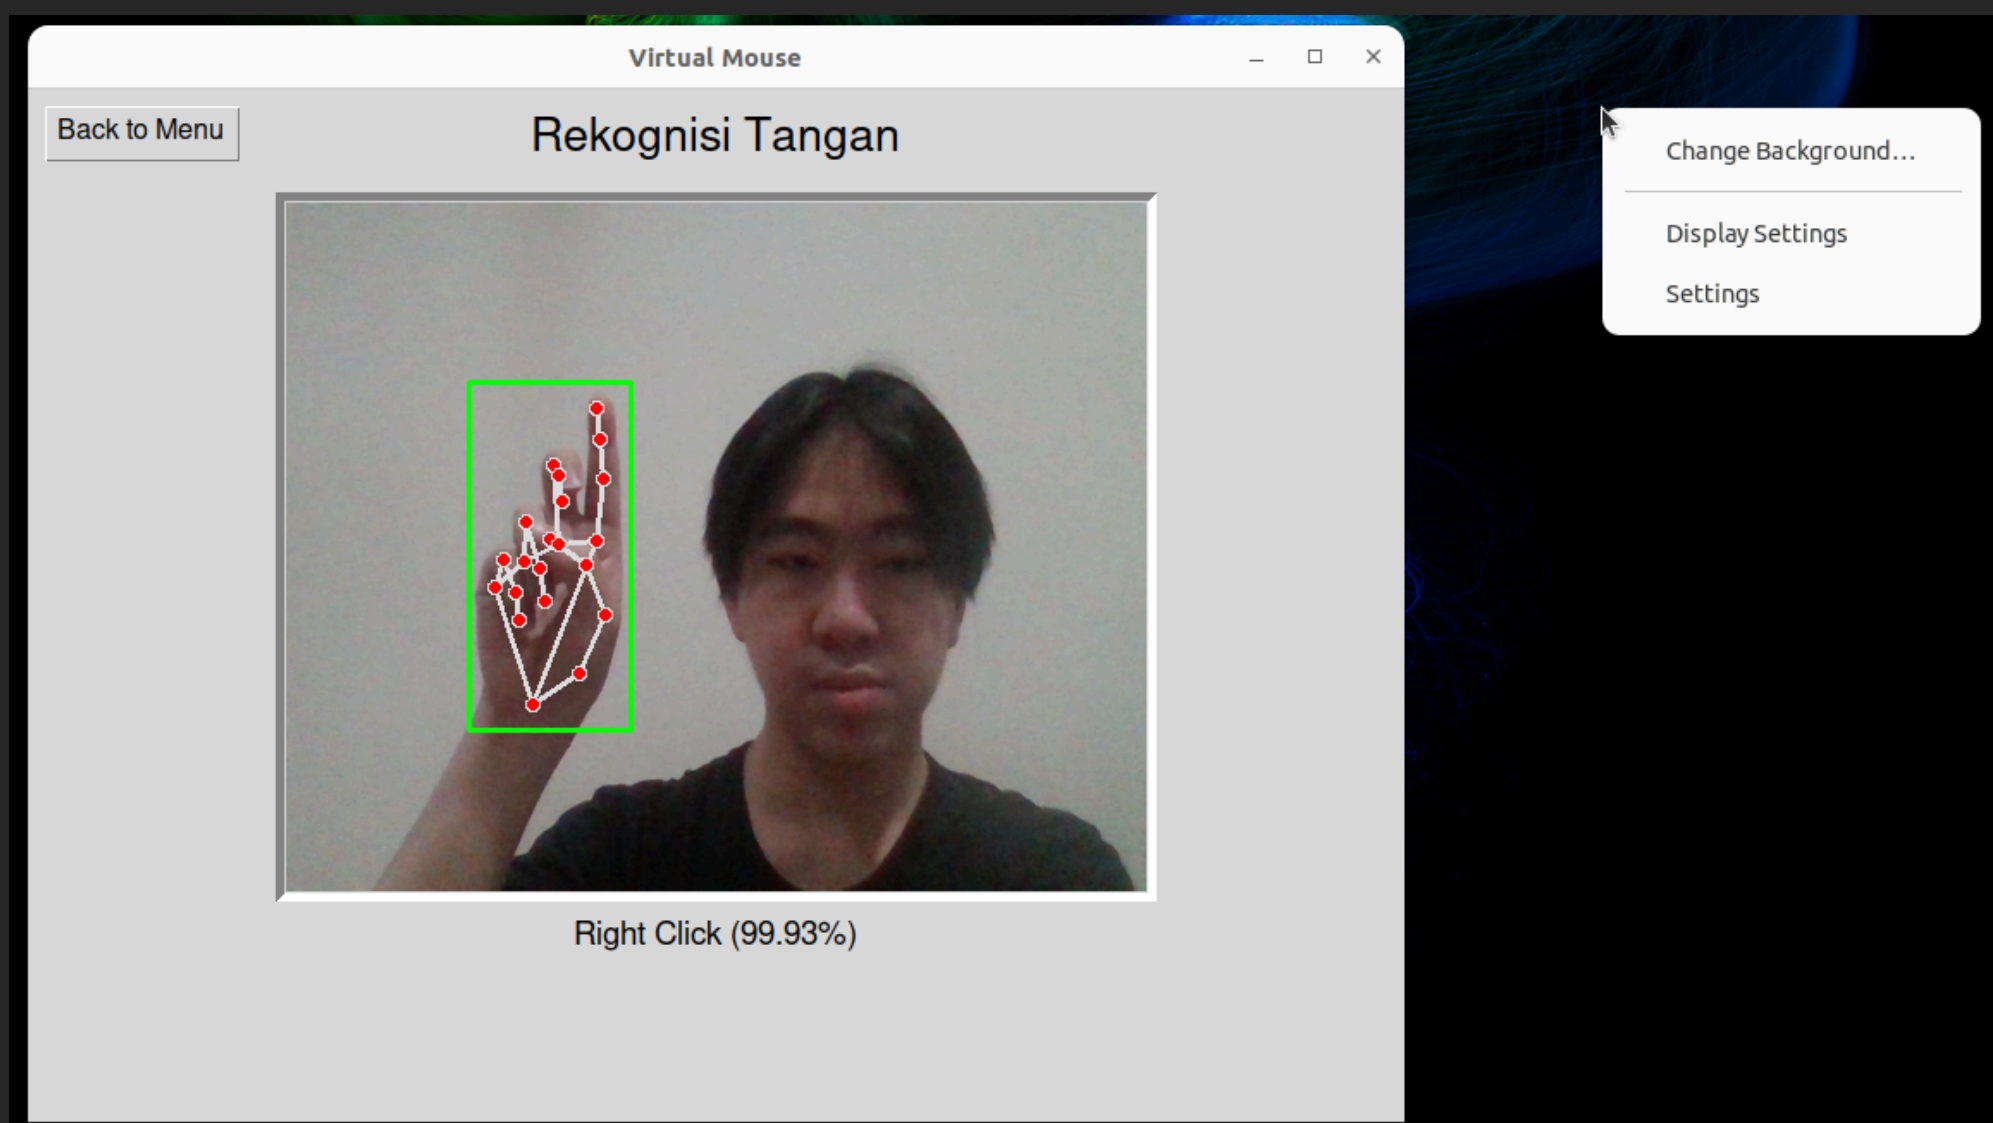 Virtual Mouse
Back to Menu
Rekognisi Tangan
Right Click (99.93%)
Change Background...
Display Settings
Settings